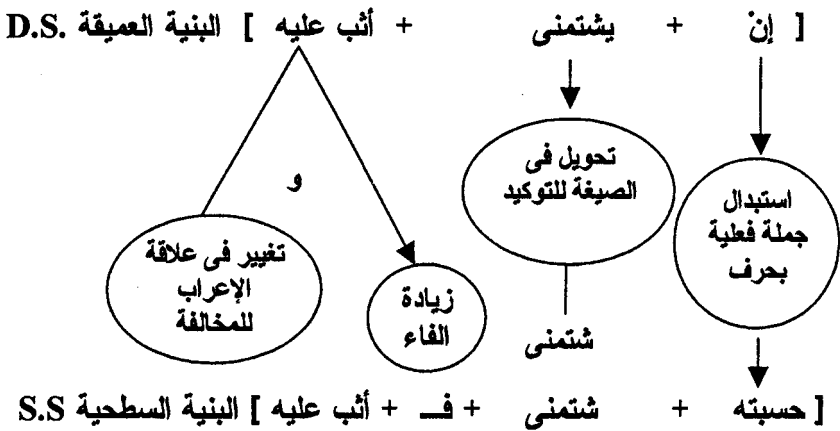 [ إنْ + يشتمنى + أثب عليه ] البنية العميقة D.S.
و
استبدال
جملة فعلية
بحرف
تحويل فى
الصيغة للتوكيد
زيادة
الفاء
تغيير فى علاقة
الإعراب
للمخالفة
شتمنى
[ حسبته + شتمنى + فـ + أثب عليه ] البنية السطحية S.S